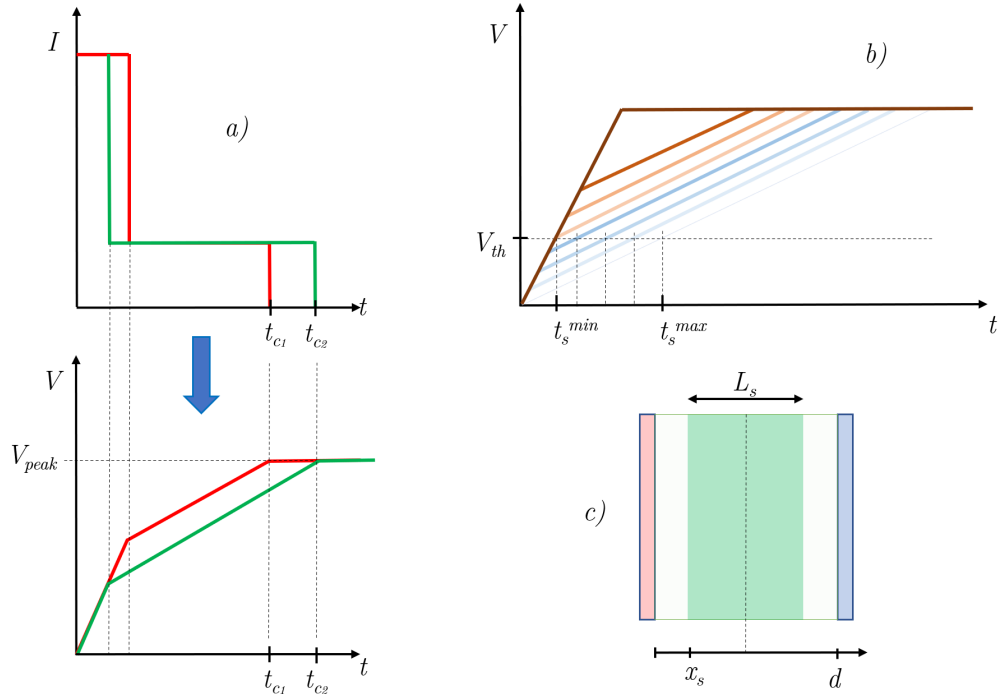 I
a)
t
t_c1
t_c2
V
V_peak
t
t_c1
t_c2
V
b)
V_th
t_s^min
t_s^max
t
L_s
c)
x_s
d